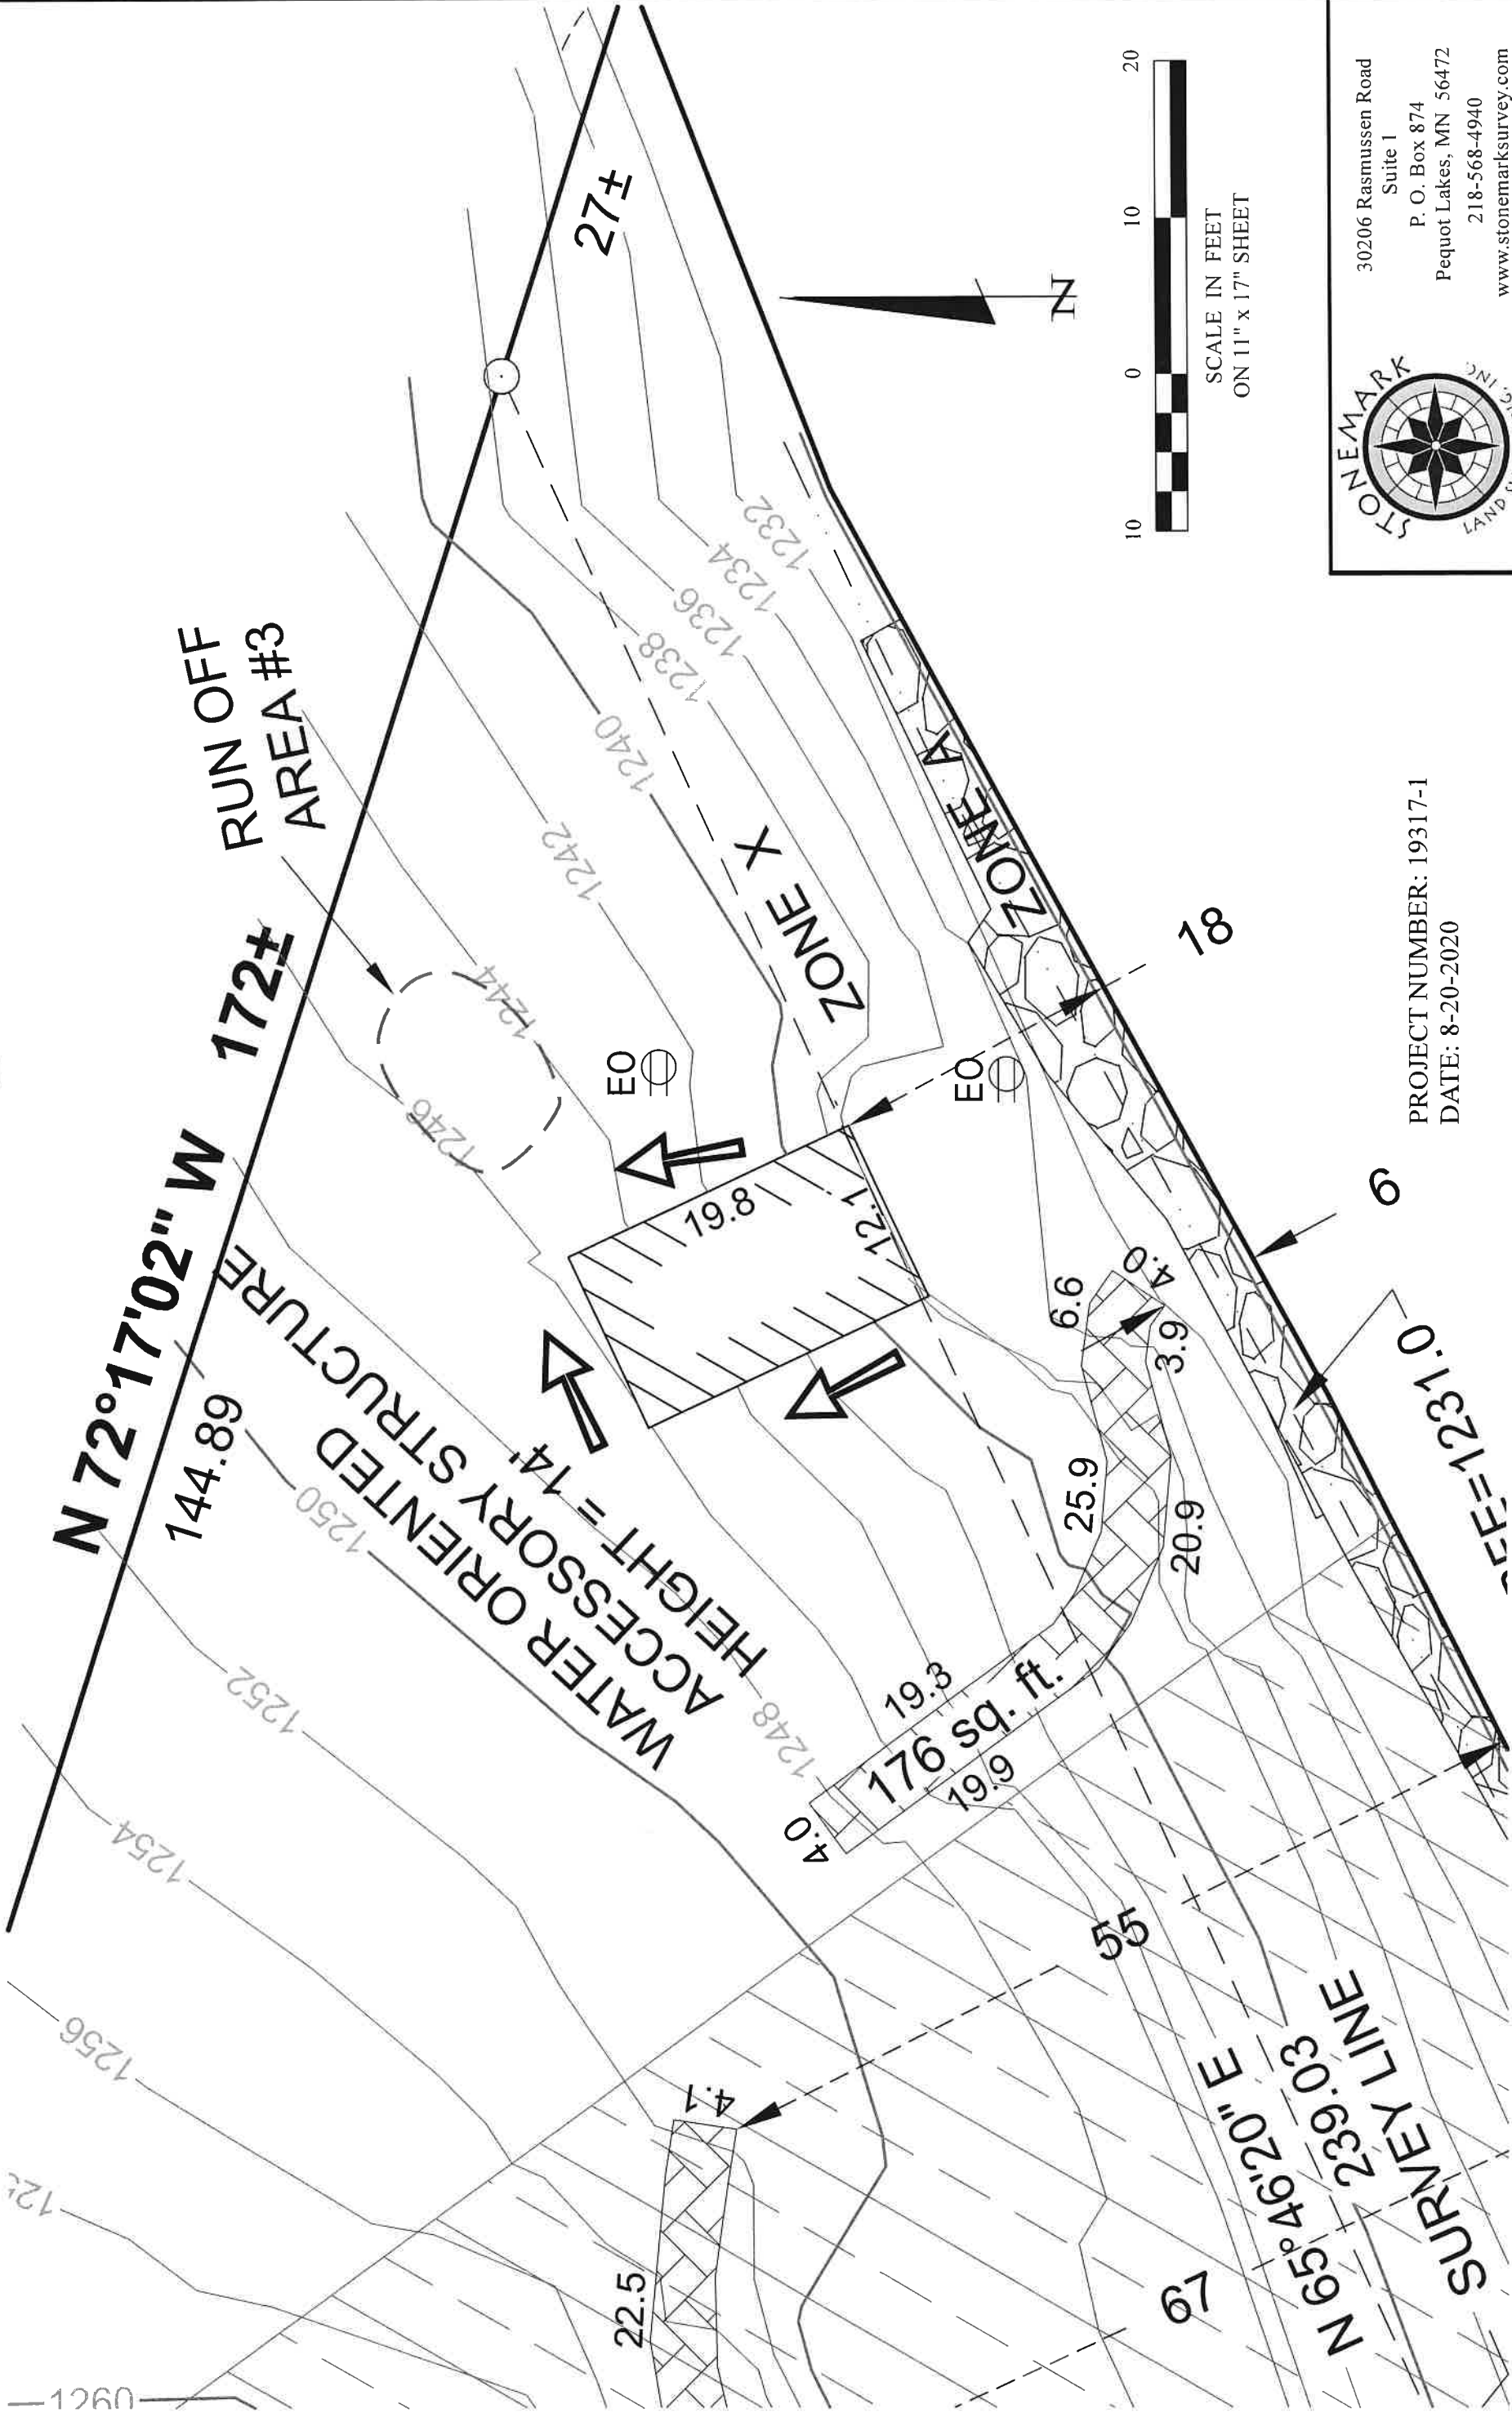 N 72°17'02" W 172±
144.89
27±
RUN OFF
AREA #3
WATER ORIENTED
ACCESSORY STRUCTURE
HEIGHT = 14'
1260
1256
1254
1252
1250
1248
1246
1244
1242
1240
1238
1236
1234
1232
EO
EO
19.8
12.1
ZONE X
ZONE A
18
6
6.6
4.0
3.9
25.9
20.9
19.3
176 sq. ft.
19.9
4.0
55
4.1
22.5
67
N 65°46'20" E
239.03
SURVEY LINE
=1231.0
N
10 0 10 20
SCALE IN FEET
ON 11" x 17" SHEET
PROJECT NUMBER: 19317-1
DATE: 8-20-2020
STONEMARK
LAND
INC.
30206 Rasmussen Road
Suite 1
P. O. Box 874
Pequot Lakes, MN 56472
218-568-4940
www.stonemarksurvey.com